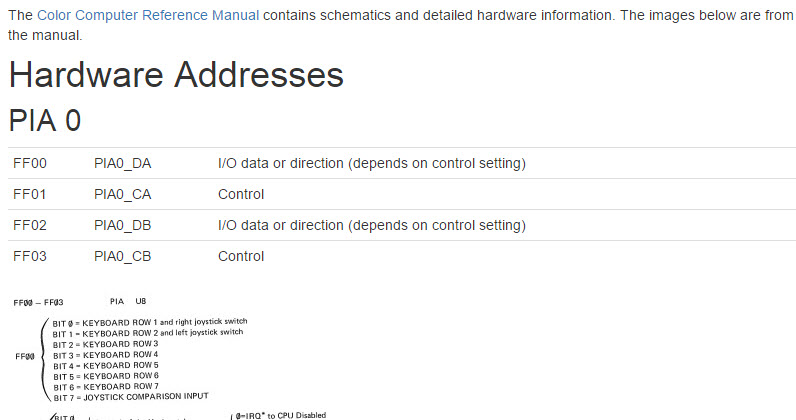 The Color Computer Reference Manual contains schematics and detailed hardware information. The images below are from
the manual.
Hardware Addresses
PIA 0
FF00 PIA0_DA I/O data or direction (depends on control setting)
FF01 PIA0_CA Control
FF02 PIA0_DB I/O data or direction (depends on control setting)
FF03 PIA0_CB Control
FF00 – FF03 PIA U8
BIT 0 = KEYBOARD ROW 1 and right joystick switch
BIT 1 = KEYBOARD ROW 2 and left joystick switch
BIT 2 = KEYBOARD ROW 3
BIT 3 = KEYBOARD ROW 4
FF00
BIT 4 = KEYBOARD ROW 5
BIT 5 = KEYBOARD ROW 6
BIT 6 = KEYBOARD ROW 7
BIT 7 = JOYSTICK COMPARISON INPUT
BIT 0 0=IRQ* to CPU Disabled